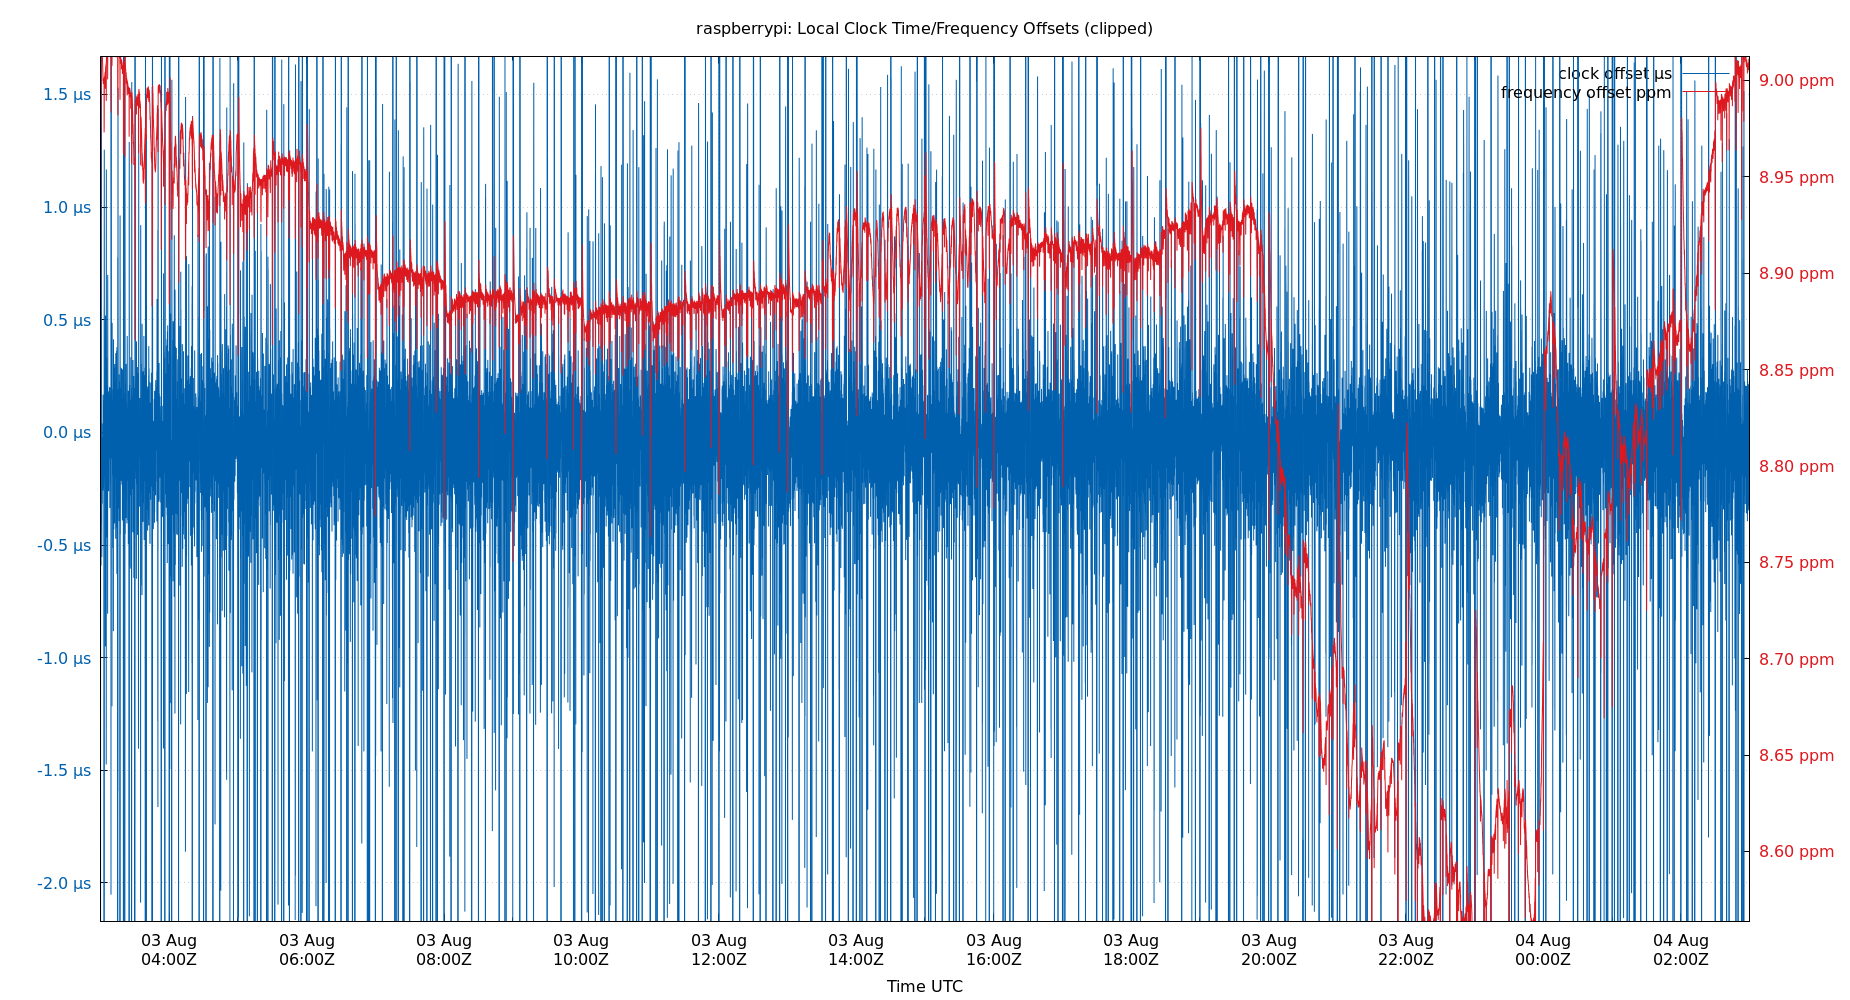 raspberrypi: Local Clock Time/Frequency Offsets (clipped)
clock offset µs
frequency offset ppm
1.5 µs
1.0 µs
0.5 µs
0.0 µs
-0.5 µs
-1.0 µs
-1.5 µs
-2.0 µs
9.00 ppm
8.95 ppm
8.90 ppm
8.85 ppm
8.80 ppm
8.75 ppm
8.70 ppm
8.65 ppm
8.60 ppm
03 Aug 03 Aug 03 Aug 03 Aug 03 Aug 03 Aug 03 Aug 03 Aug 03 Aug 03 Aug 04 Aug 04 Aug
04:00Z 06:00Z 08:00Z 10:00Z 12:00Z 14:00Z 16:00Z 18:00Z 20:00Z 22:00Z 00:00Z 02:00Z
Time UTC